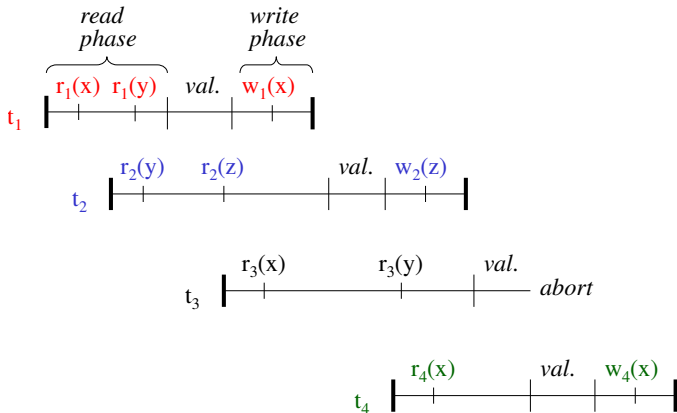 read phase
write phase
r₁(x) r₁(y) val. w₁(x)
t₁
r₂(y) r₂(z) val. w₂(z)
t₂
r₃(x) r₃(y) val.
t₃ abort
r₄(x) val. w₄(x)
t₄